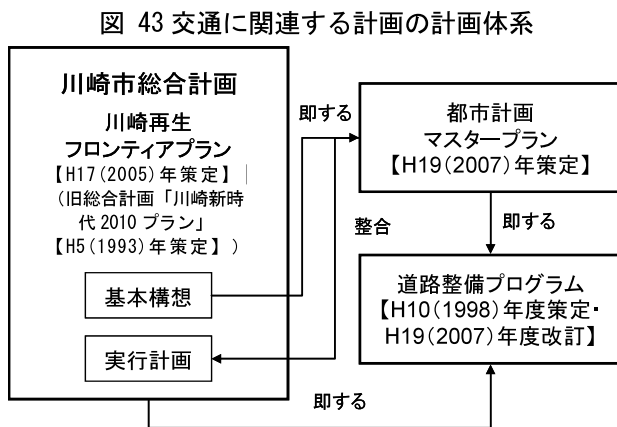 図 43 交通に関連する計画の計画体系
川崎市総合計画
川崎再生
フロンティアプラン
【H17(2005)年策定】
(旧総合計画「川崎新時
代2010プラン」
【H5(1993)年策定】)
基本構想
実行計画
即する
都市計画
マスタープラン
【H19(2007)年策定】
整合
即する
道路整備プログラム
【H10(1998)年度策定・
H19(2007)年度改訂】
即する